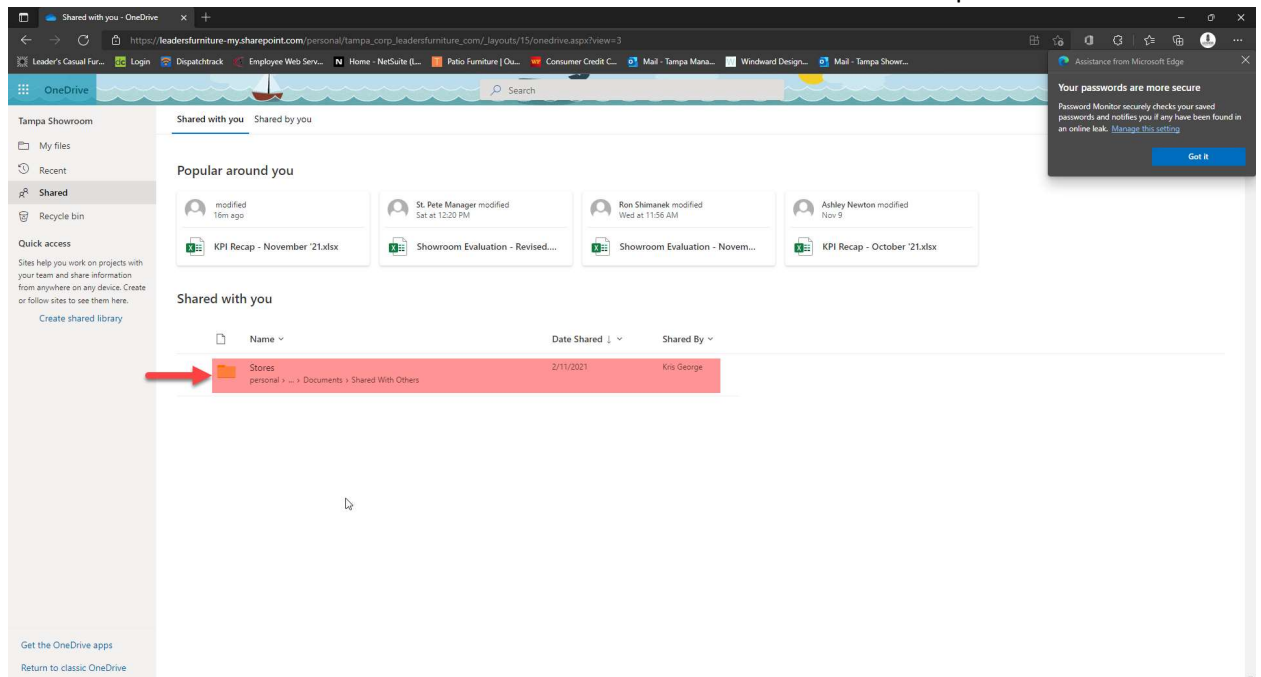 Shared with you - OneDrive
https://leadersfurniture-my.sharepoint.com/personal/tampa_corp_leadersfurniture_com/_layouts/15/onedrive.aspx?view=3
Leader's Casual Fur... Login Dispatchtrack Employee Web Serv... Home - NetSuite (L... Patio Furniture | Ou... Consumer Credit C... Mail - Tampa Mana... Windward Design... Mail - Tampa Showr...
Assistance from Microsoft Edge
Your passwords are more secure
Password Monitor securely checks your saved
passwords and notifies you if any have been found in
an online leak. Manage this setting
Got it
OneDrive
Search
Tampa Showroom
My files
Recent
Shared
Recycle bin
Quick access
Sites help you work on projects with
your team and share information
from anywhere on any device. Create
or follow sites to see them here.
Create shared library
Shared with you Shared by you
Popular around you
modified
16m ago
KPI Recap - November '21.xlsx
St. Pete Manager modified
Sat at 12:20 PM
Showroom Evaluation - Revised....
Ron Shimanek modified
Wed at 11:56 AM
Showroom Evaluation - Novem...
Ashley Newton modified
Nov 9
KPI Recap - October '21.xlsx
Shared with you
Name Date Shared ↓ Shared By
Stores 2/11/2021 Kris George
personal > ... > Documents > Shared With Others
Get the OneDrive apps
Return to classic OneDrive